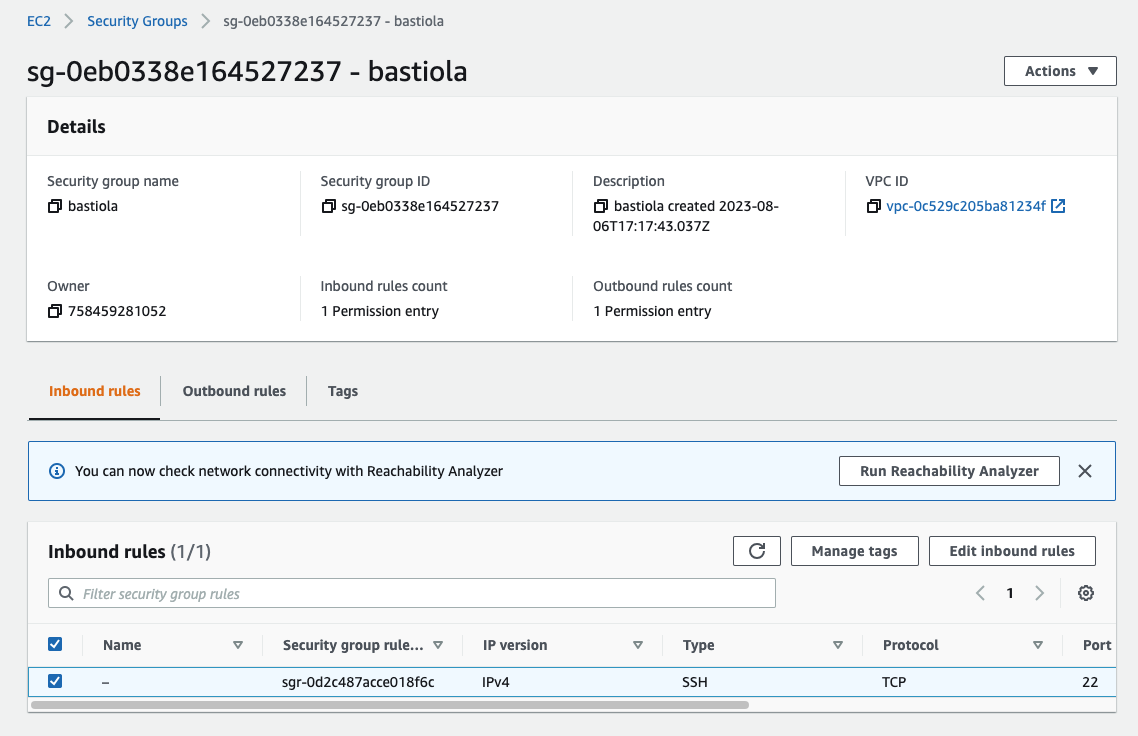 EC2 > Security Groups > sg-0eb0338e164527237 - bastiola
sg-0eb0338e164527237 - bastiola
Actions
Details
Security group name
bastiola
Security group ID
sg-0eb0338e164527237
Description
bastiola created 2023-08-
06T17:17:43.037Z
VPC ID
vpc-0c529c205ba81234f
Owner
758459281052
Inbound rules count
1 Permission entry
Outbound rules count
1 Permission entry
Inbound rules Outbound rules Tags
You can now check network connectivity with Reachability Analyzer Run Reachability Analyzer
Inbound rules (1/1) Manage tags Edit inbound rules
Filter security group rules 1
Name Security group rule... IP version Type Protocol Port
– sgr-0d2c487acce018f6c IPv4 SSH TCP 22